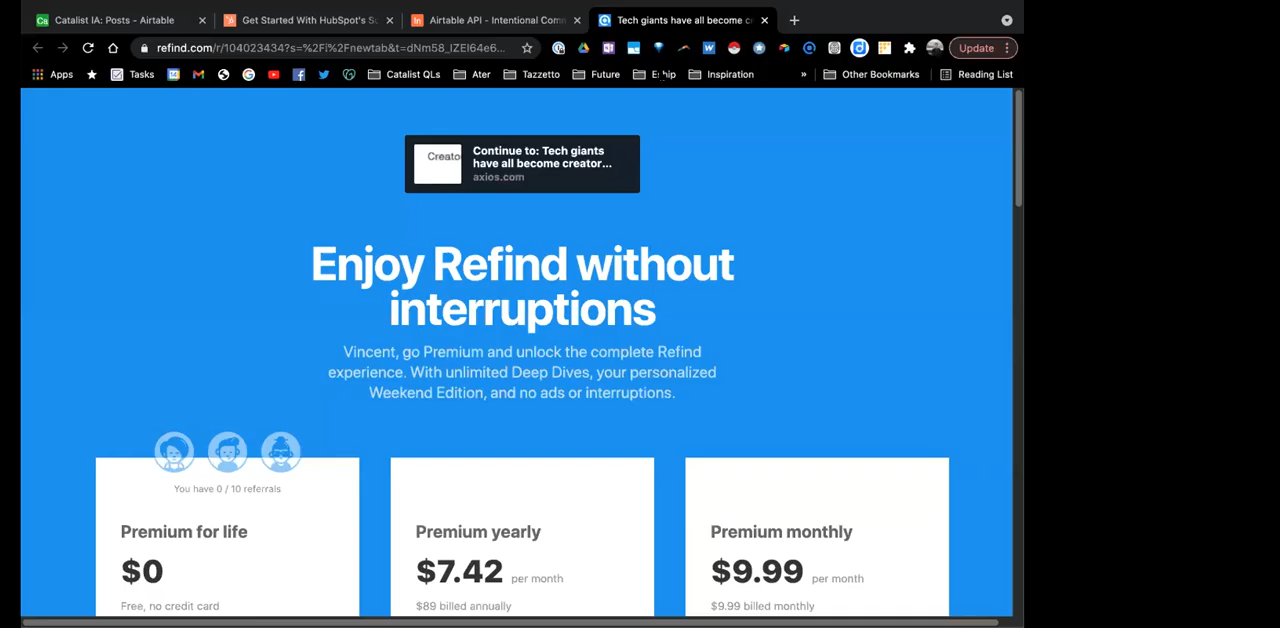 Catalist IA: Posts - Airtable
Get Started With HubSpot's S
Airtable API - Intentional Com
Tech giants have all become c
refind.com/r/104023434?s=%2Fi%2Fnewtab&t=dNm58_IZEI64e6...
Update
Apps
Tasks
Catalist QLs
Ater
Tazzetto
Future
Inspiration
»
Other Bookmarks
Reading List
Creato
Continue to: Tech giants
have all become creator...
axios.com
Enjoy Refind without
interruptions
Vincent, go Premium and unlock the complete Refind
experience. With unlimited Deep Dives, your personalized
Weekend Edition, and no ads or interruptions.
You have 0 / 10 referrals
Premium for life
$0
Free, no credit card
Premium yearly
$7.42 per month
$89 billed annually
Premium monthly
$9.99 per month
$9.99 billed monthly